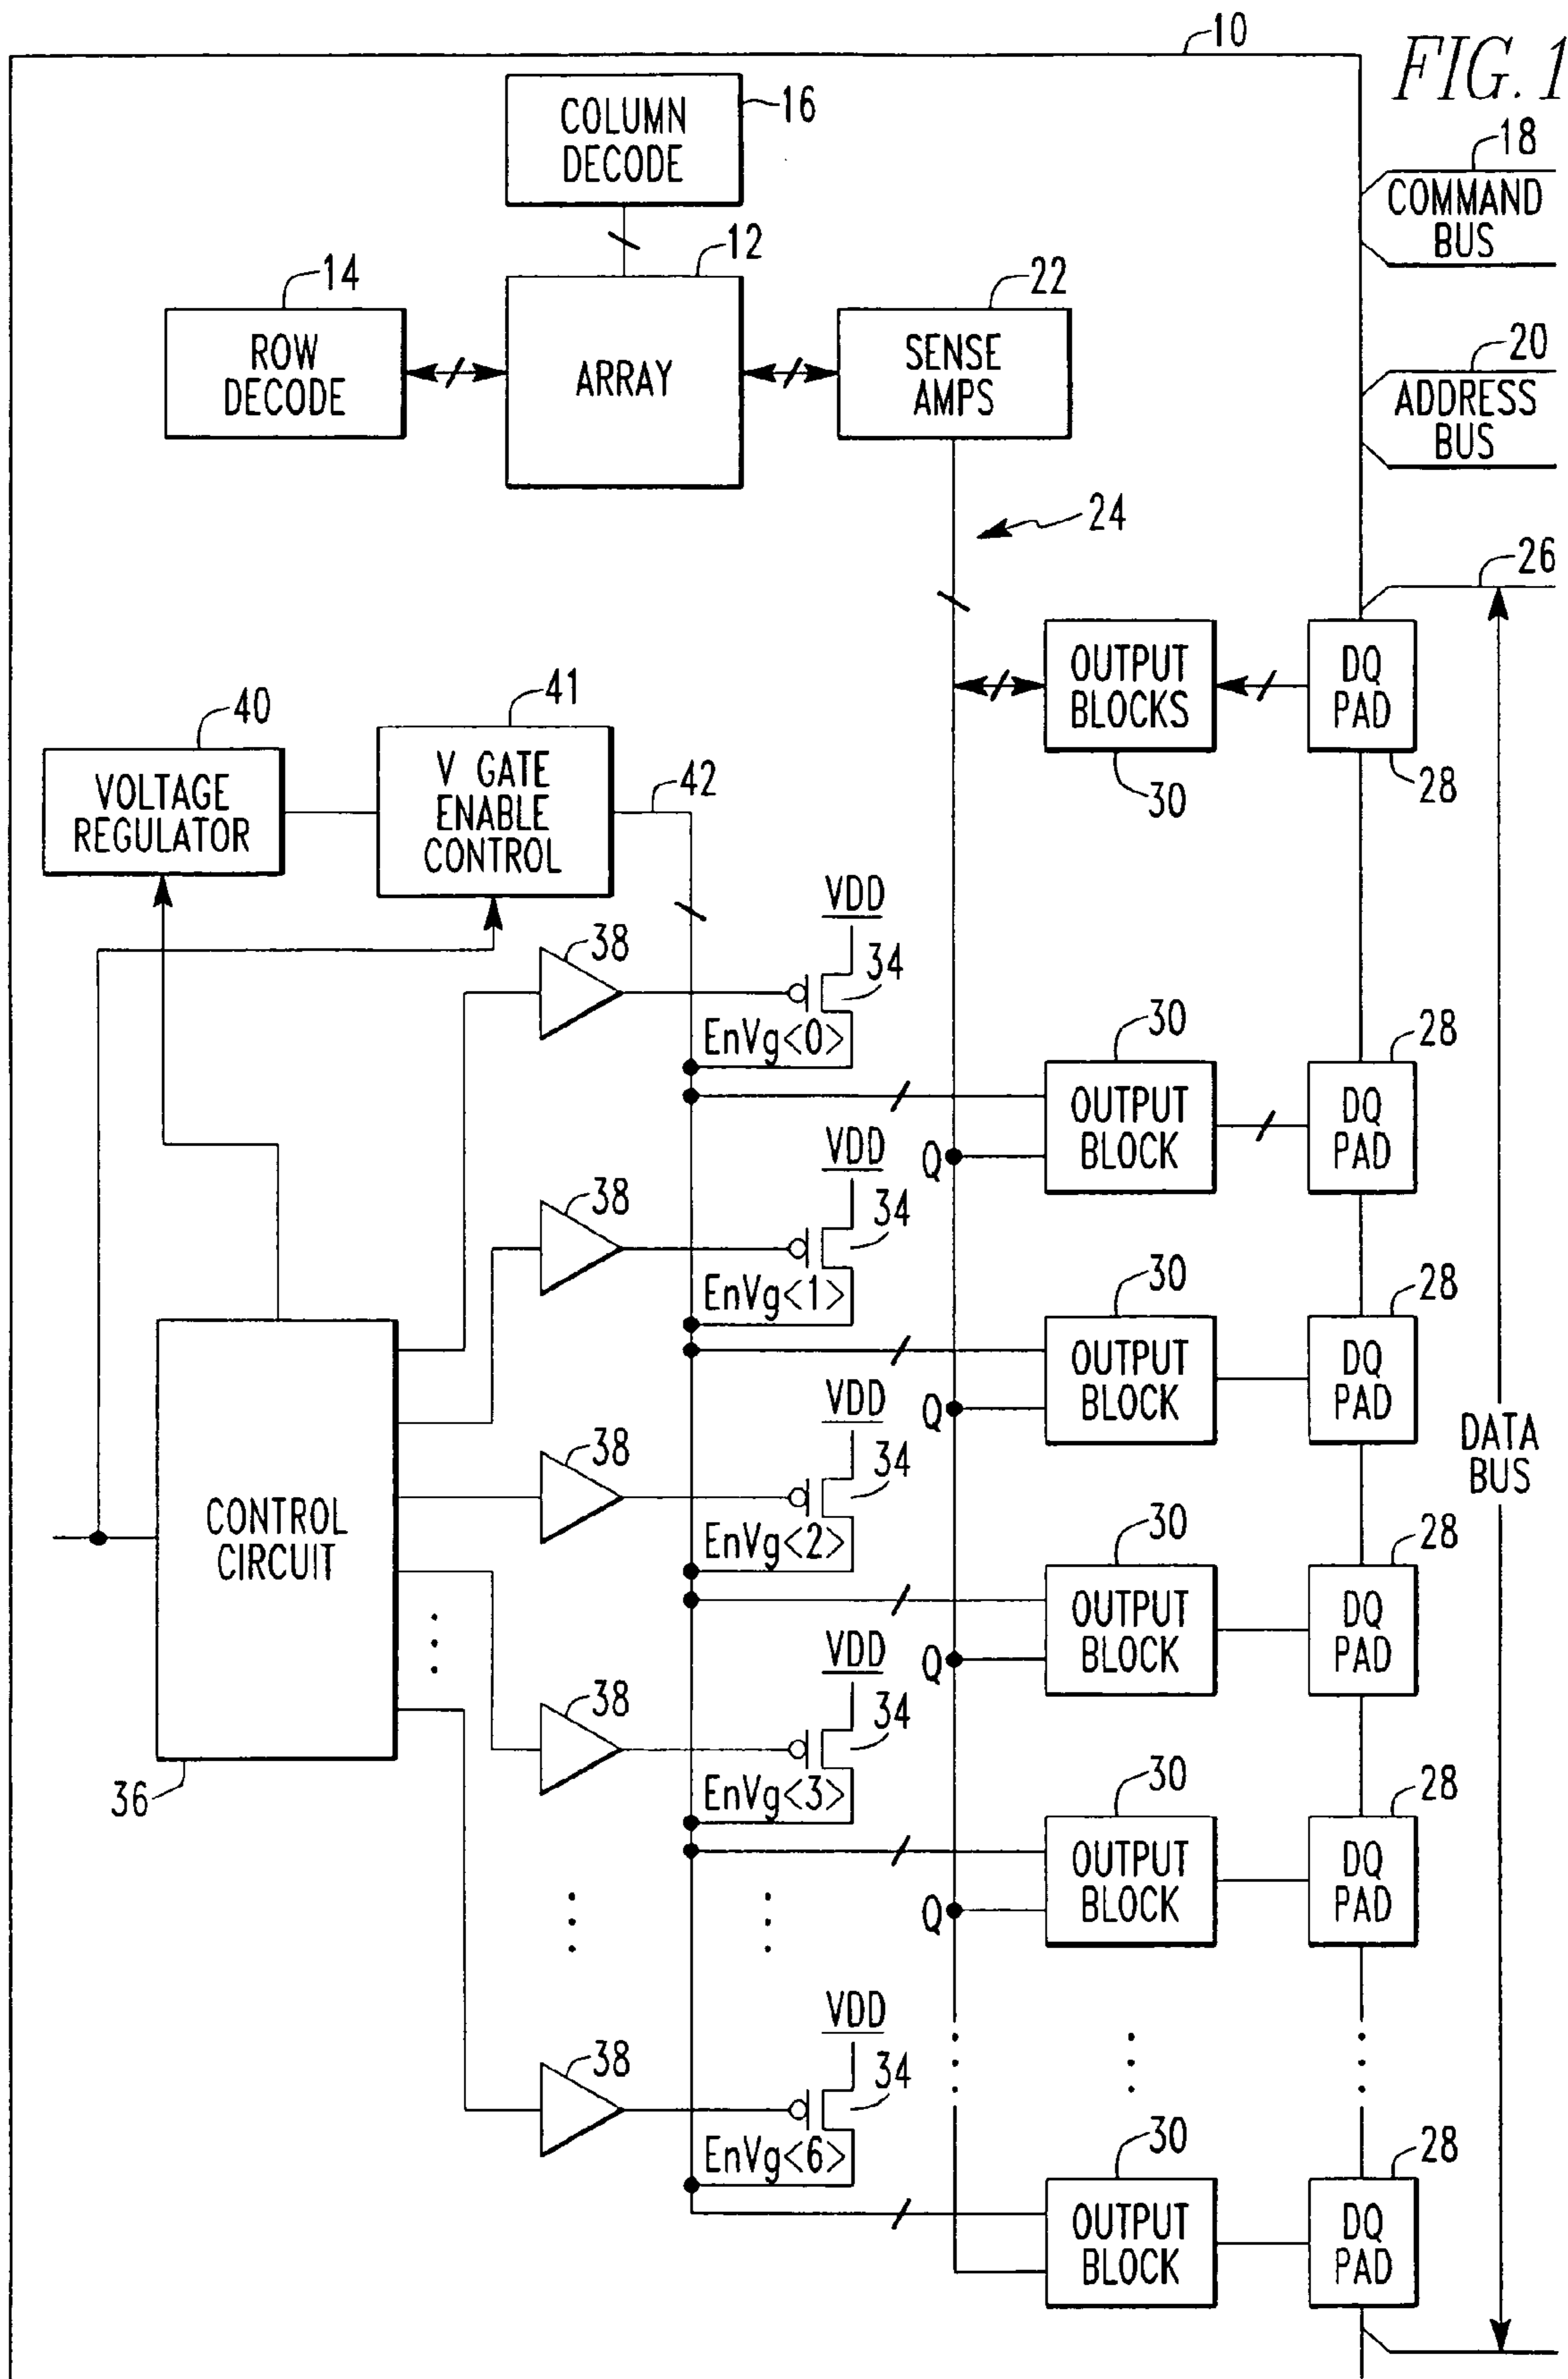 10
FIG. 1
COLUMN
DECODE
16
18
COMMAND
BUS
14
12
22
ROW
DECODE
ARRAY
SENSE
AMPS
20
ADDRESS
BUS
24
26
OUTPUT
BLOCKS
30
DQ
PAD
28
40
41
VOLTAGE
REGULATOR
V GATE
ENABLE
CONTROL
42
VDD
38
34
EnVg<0>
30
28
OUTPUT
BLOCK
DQ
PAD
Q
VDD
38
34
EnVg<1>
30
28
OUTPUT
BLOCK
DQ
PAD
Q
VDD
38
34
EnVg<2>
30
28
OUTPUT
BLOCK
DQ
PAD
Q
DATA
BUS
CONTROL
CIRCUIT
36
VDD
38
34
EnVg<3>
30
28
OUTPUT
BLOCK
DQ
PAD
Q
VDD
38
34
EnVg<6>
30
28
OUTPUT
BLOCK
DQ
PAD